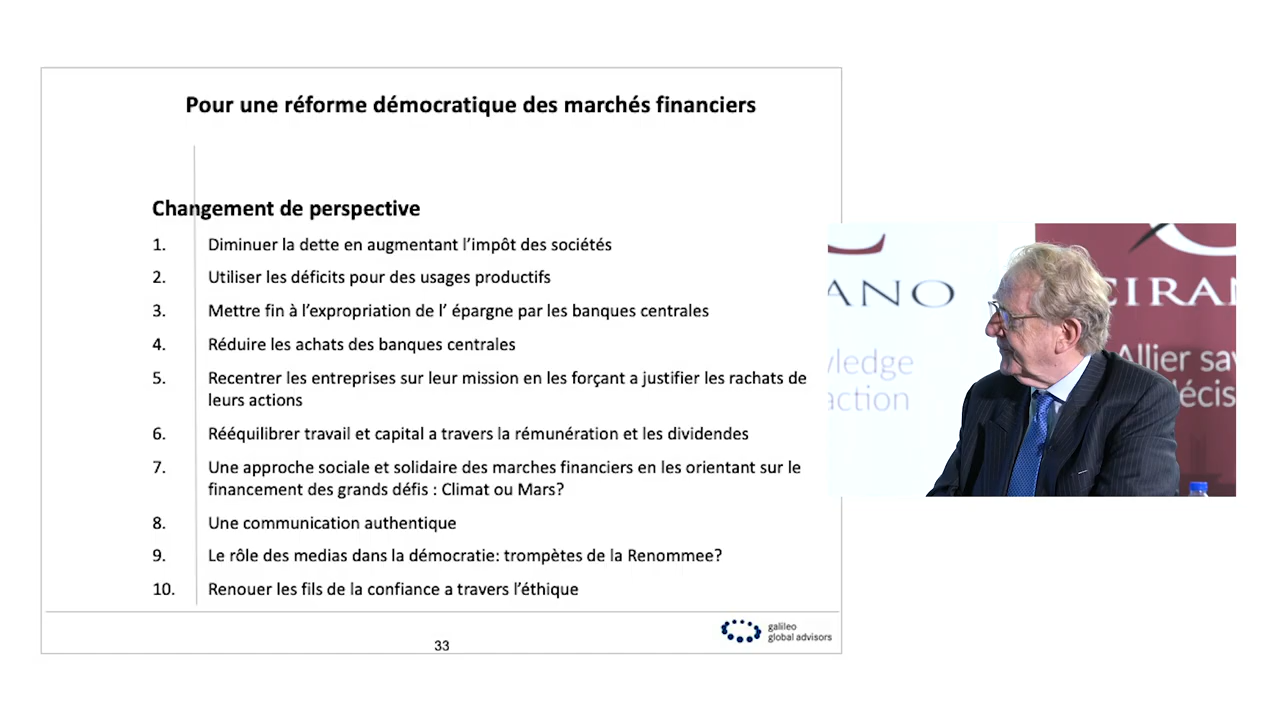 Pour une réforme démocratique des marchés financiers
Changement de perspective
1. Diminuer la dette en augmentant l’impôt des sociétés
2. Utiliser les déficits pour des usages productifs
3. Mettre fin à l’expropriation de l’ épargne par les banques centrales
4. Réduire les achats des banques centrales
5. Recentrer les entreprises sur leur mission en les forçant a justifier les rachats de
leurs actions
6. Rééquilibrer travail et capital a travers la rémunération et les dividendes
7. Une approche sociale et solidaire des marches financiers en les orientant sur le
financement des grands défis : Climat ou Mars?
8. Une communication authentique
9. Le rôle des medias dans la démocratie: trompètes de la Renommee?
10. Renouer les fils de la confiance a travers l’éthique
33
galileo
global advisors
ANO
CIRAN
Allier sav
action